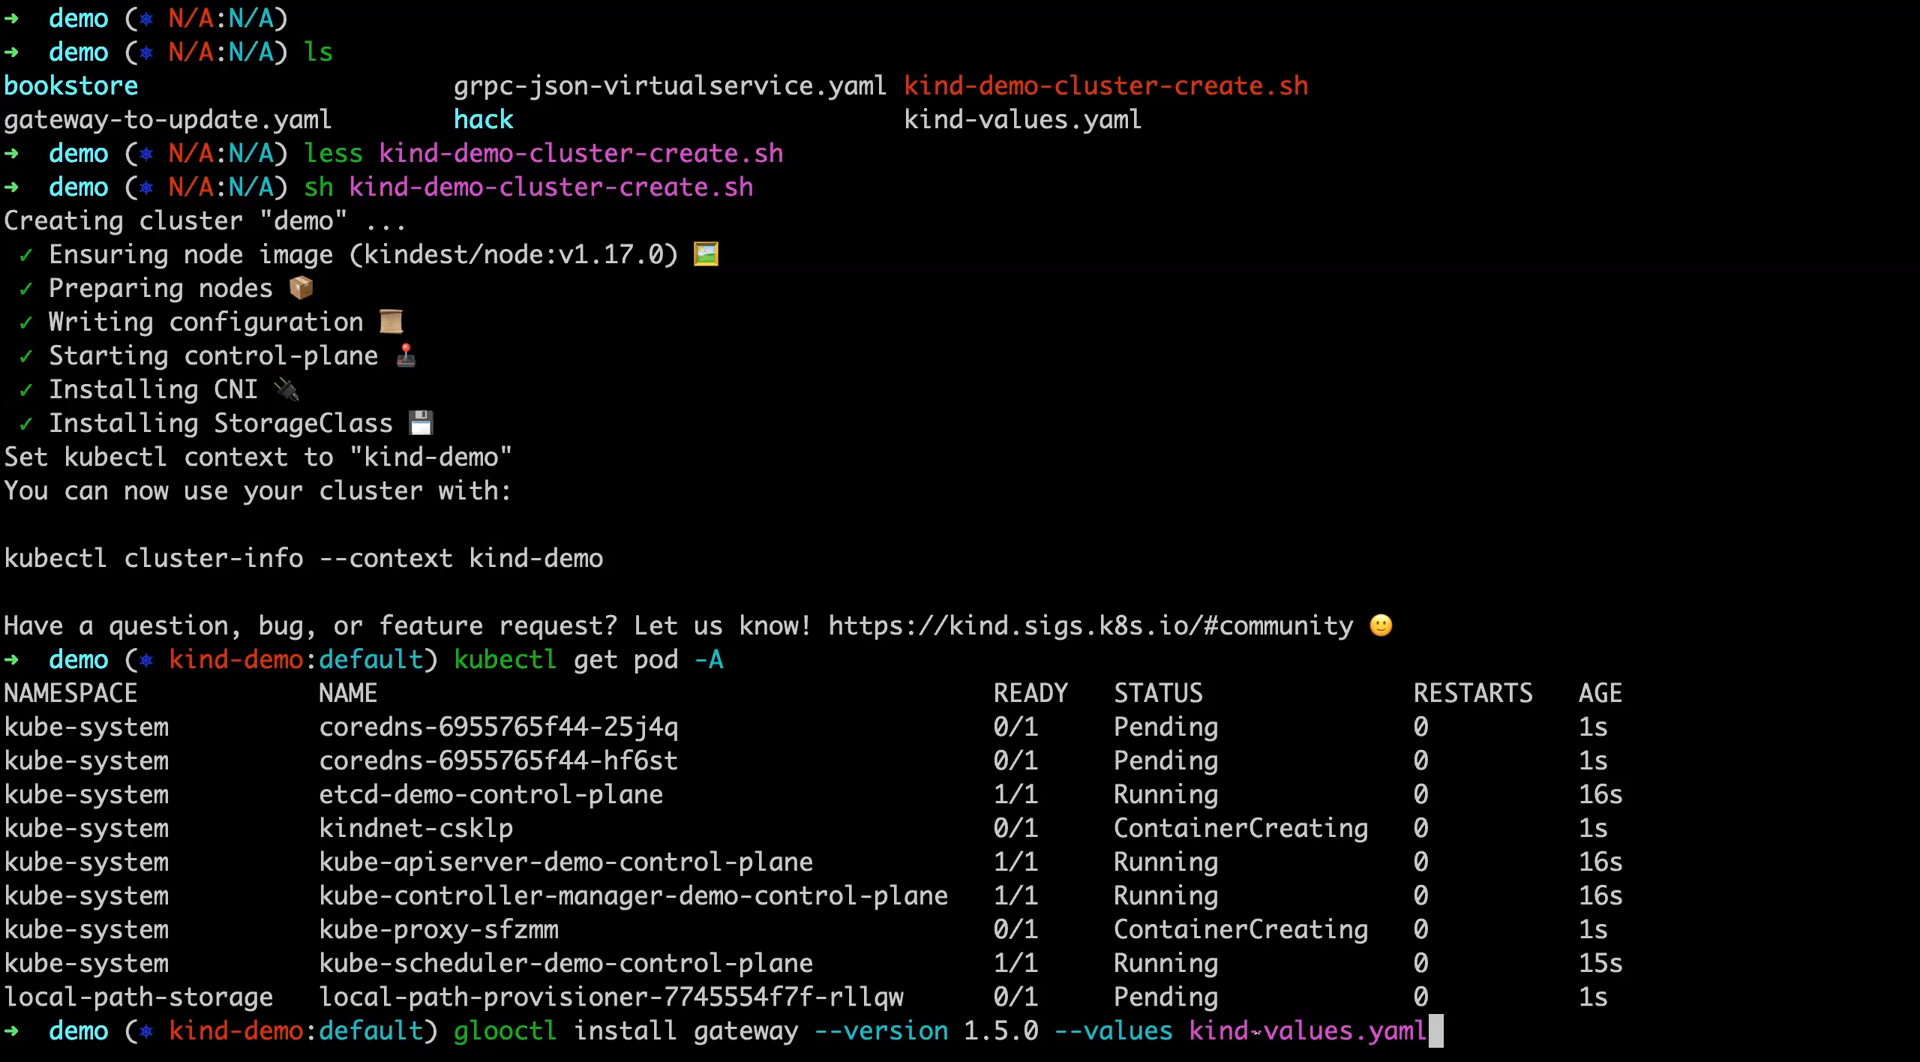 ➜  demo (⎈ N/A:N/A)
➜  demo (⎈ N/A:N/A) ls
bookstore                     grpc-json-virtualservice.yaml kind-demo-cluster-create.sh
gateway-to-update.yaml        hack                          kind-values.yaml
➜  demo (⎈ N/A:N/A) less kind-demo-cluster-create.sh
➜  demo (⎈ N/A:N/A) sh kind-demo-cluster-create.sh
Creating cluster "demo" ...
 ✓ Ensuring node image (kindest/node:v1.17.0) 🖼
 ✓ Preparing nodes 📦
 ✓ Writing configuration 📜
 ✓ Starting control-plane 🕹
 ✓ Installing CNI 🔌
 ✓ Installing StorageClass 💾
Set kubectl context to "kind-demo"
You can now use your cluster with:

kubectl cluster-info --context kind-demo

Have a question, bug, or feature request? Let us know! https://kind.sigs.k8s.io/#community 🙂
➜  demo (⎈ kind-demo:default) kubectl get pod -A
NAMESPACE            NAME                                         READY   STATUS              RESTARTS   AGE
kube-system          coredns-6955765f44-25j4q                     0/1     Pending             0          1s
kube-system          coredns-6955765f44-hf6st                     0/1     Pending             0          1s
kube-system          etcd-demo-control-plane                      1/1     Running             0          16s
kube-system          kindnet-csklp                                0/1     ContainerCreating   0          1s
kube-system          kube-apiserver-demo-control-plane            1/1     Running             0          16s
kube-system          kube-controller-manager-demo-control-plane   1/1     Running             0          16s
kube-system          kube-proxy-sfzmm                             0/1     ContainerCreating   0          1s
kube-system          kube-scheduler-demo-control-plane            1/1     Running             0          15s
local-path-storage   local-path-provisioner-7745554f7f-rllqw      0/1     Pending             0          1s
➜  demo (⎈ kind-demo:default) glooctl install gateway --version 1.5.0 --values kind-values.yaml